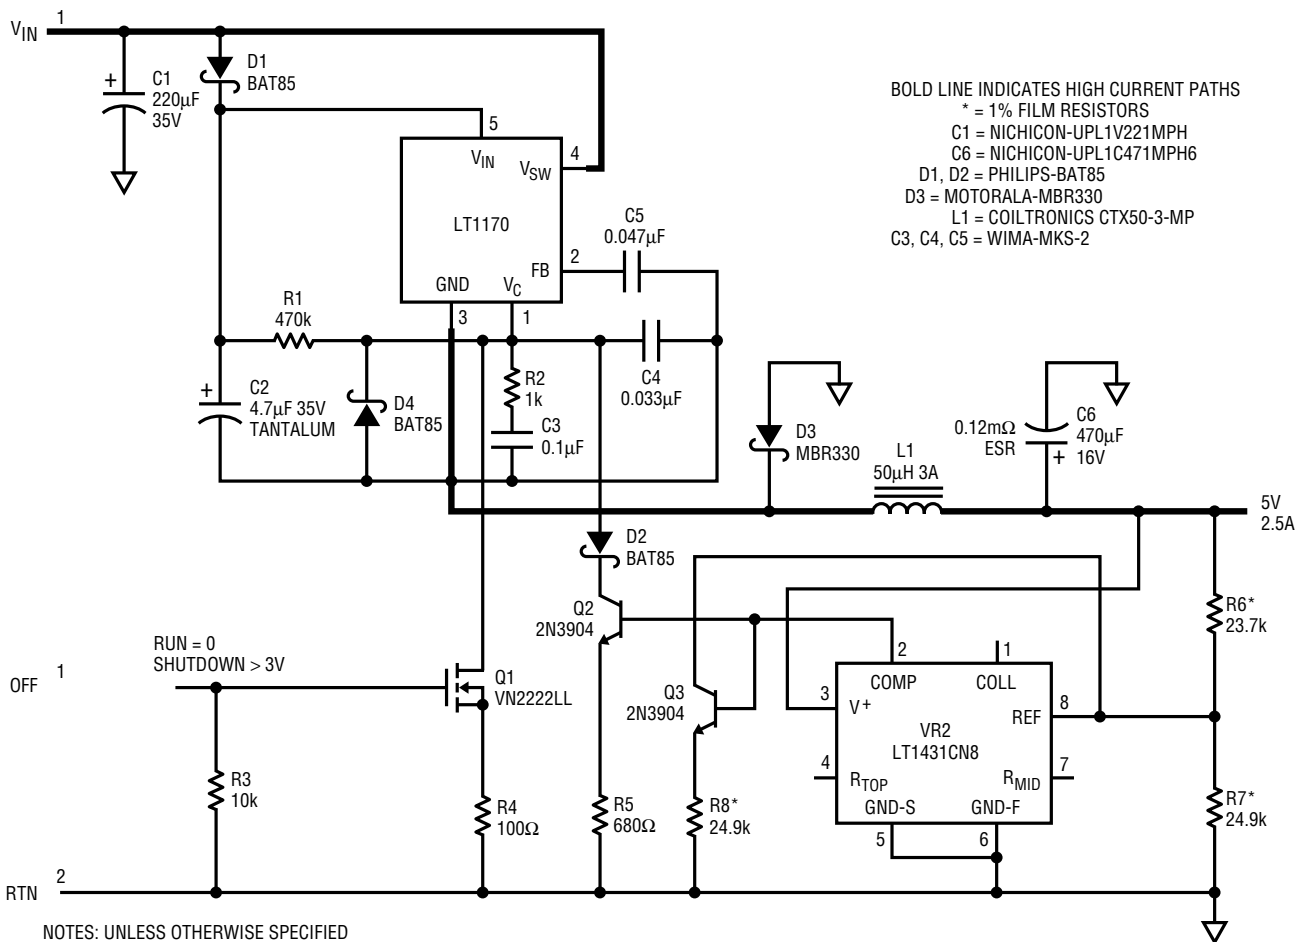 1
VIN
D1
BAT85
C1
220µF
35V
+
BOLD LINE INDICATES HIGH CURRENT PATHS
* = 1% FILM RESISTORS
C1 = NICHICON-UPL1V221MPH
C6 = NICHICON-UPL1C471MPH6
D1, D2 = PHILIPS-BAT85
D3 = MOTORALA-MBR330
L1 = COILTRONICS CTX50-3-MP
C3, C4, C5 = WIMA-MKS-2
5
VIN
4
VSW
LT1170
C5
0.047µF
2
FB
GND
VC
3
1
R1
470k
C4
0.033µF
R2
1k
+
C2
4.7µF 35V
TANTALUM
D4
BAT85
C3
0.1µF
D3
MBR330
L1
50µH 3A
0.12mΩ
ESR
+
C6
470µF
16V
5V
2.5A
D2
BAT85
Q2
2N3904
R6*
23.7k
RUN = 0
SHUTDOWN > 3V
OFF
1
Q1
VN2222LL
Q3
2N3904
2
1
COMP
COLL
3
V+
8
REF
VR2
LT1431CN8
4
RTOP
7
RMID
GND-S
GND-F
5
6
R3
10k
R4
100Ω
R5
680Ω
R8*
24.9k
R7*
24.9k
RTN
2
NOTES: UNLESS OTHERWISE SPECIFIED